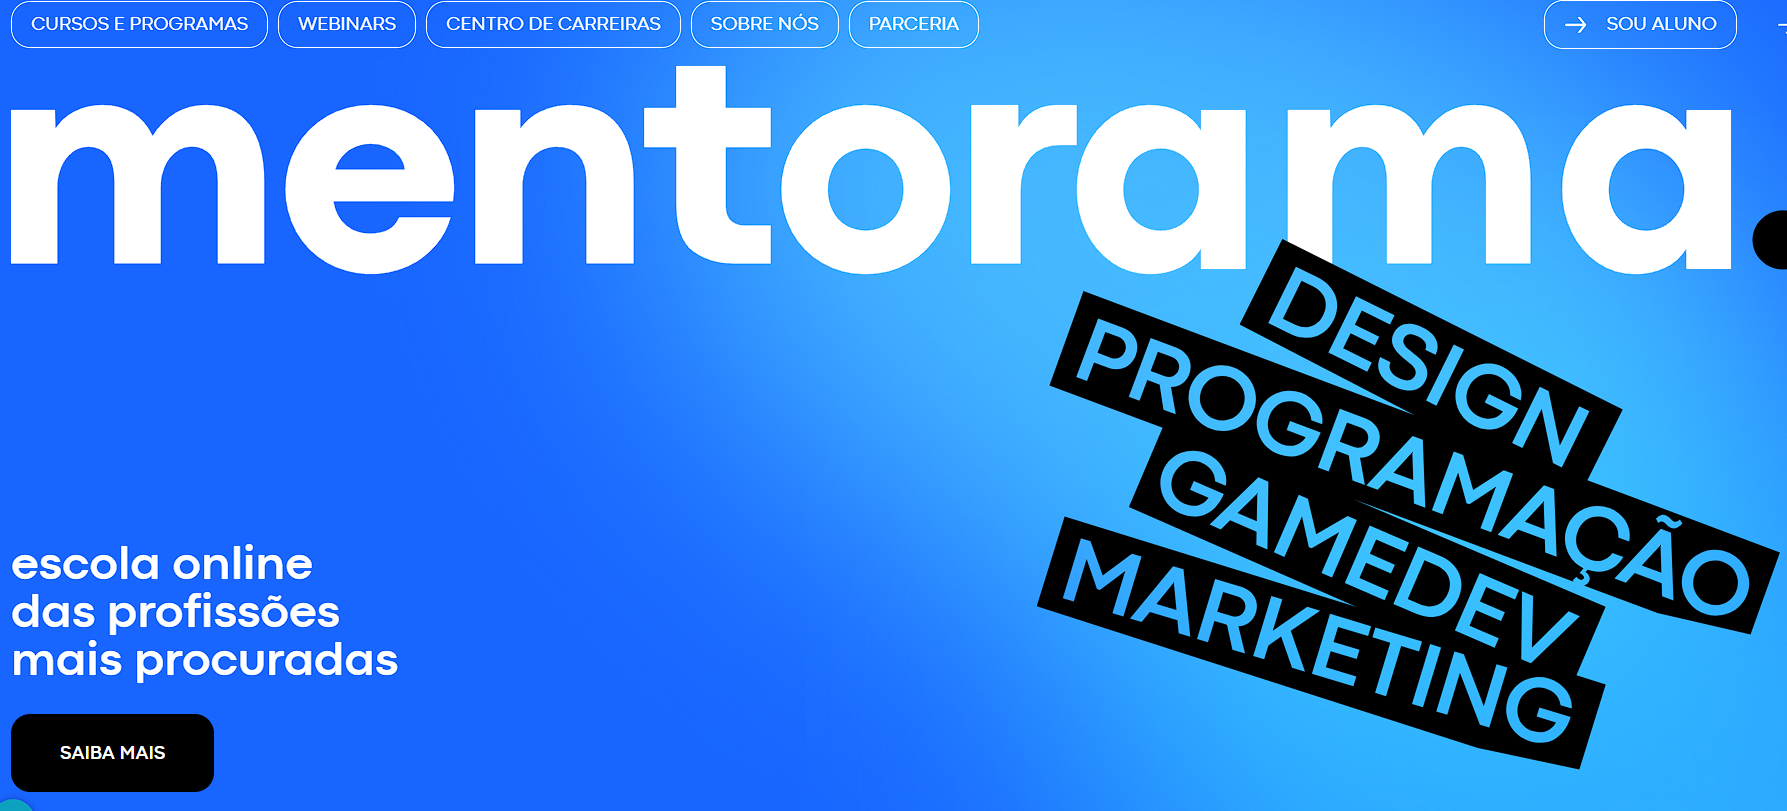 CURSOS E PROGRAMAS
WEBINARS
CENTRO DE CARREIRAS
SOBRE NÓS
PARCERIA
→ SOU ALUNO
mentorama.
DESIGN
PROGRAMAÇÃO
GAMEDEV
MARKETING
escola online
das profissões
mais procuradas
SAIBA MAIS